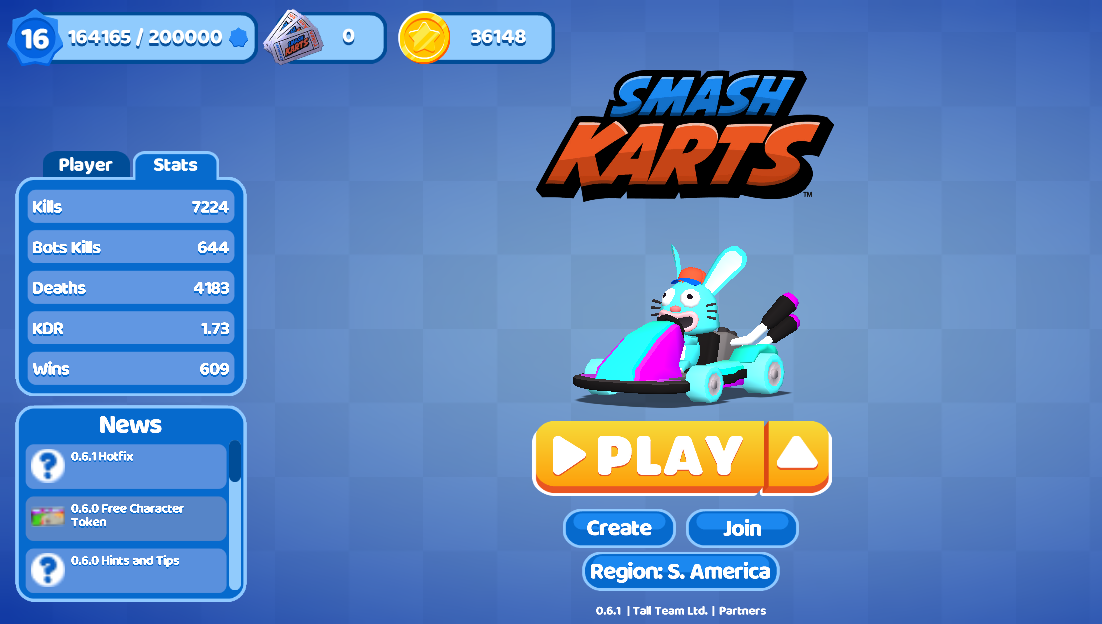 16
164165 / 200000
0
36148
SMASH
KARTS™
Player
Stats
Kills 7224
Bots Kills 644
Deaths 4183
KDR 1.73
Wins 609
News
0.6.1 Hotfix
0.6.0 Free Character
Token
0.6.0 Hints and Tips
PLAY
Create
Join
Region: S. America
0.6.1 | Tall Team Ltd. | Partners